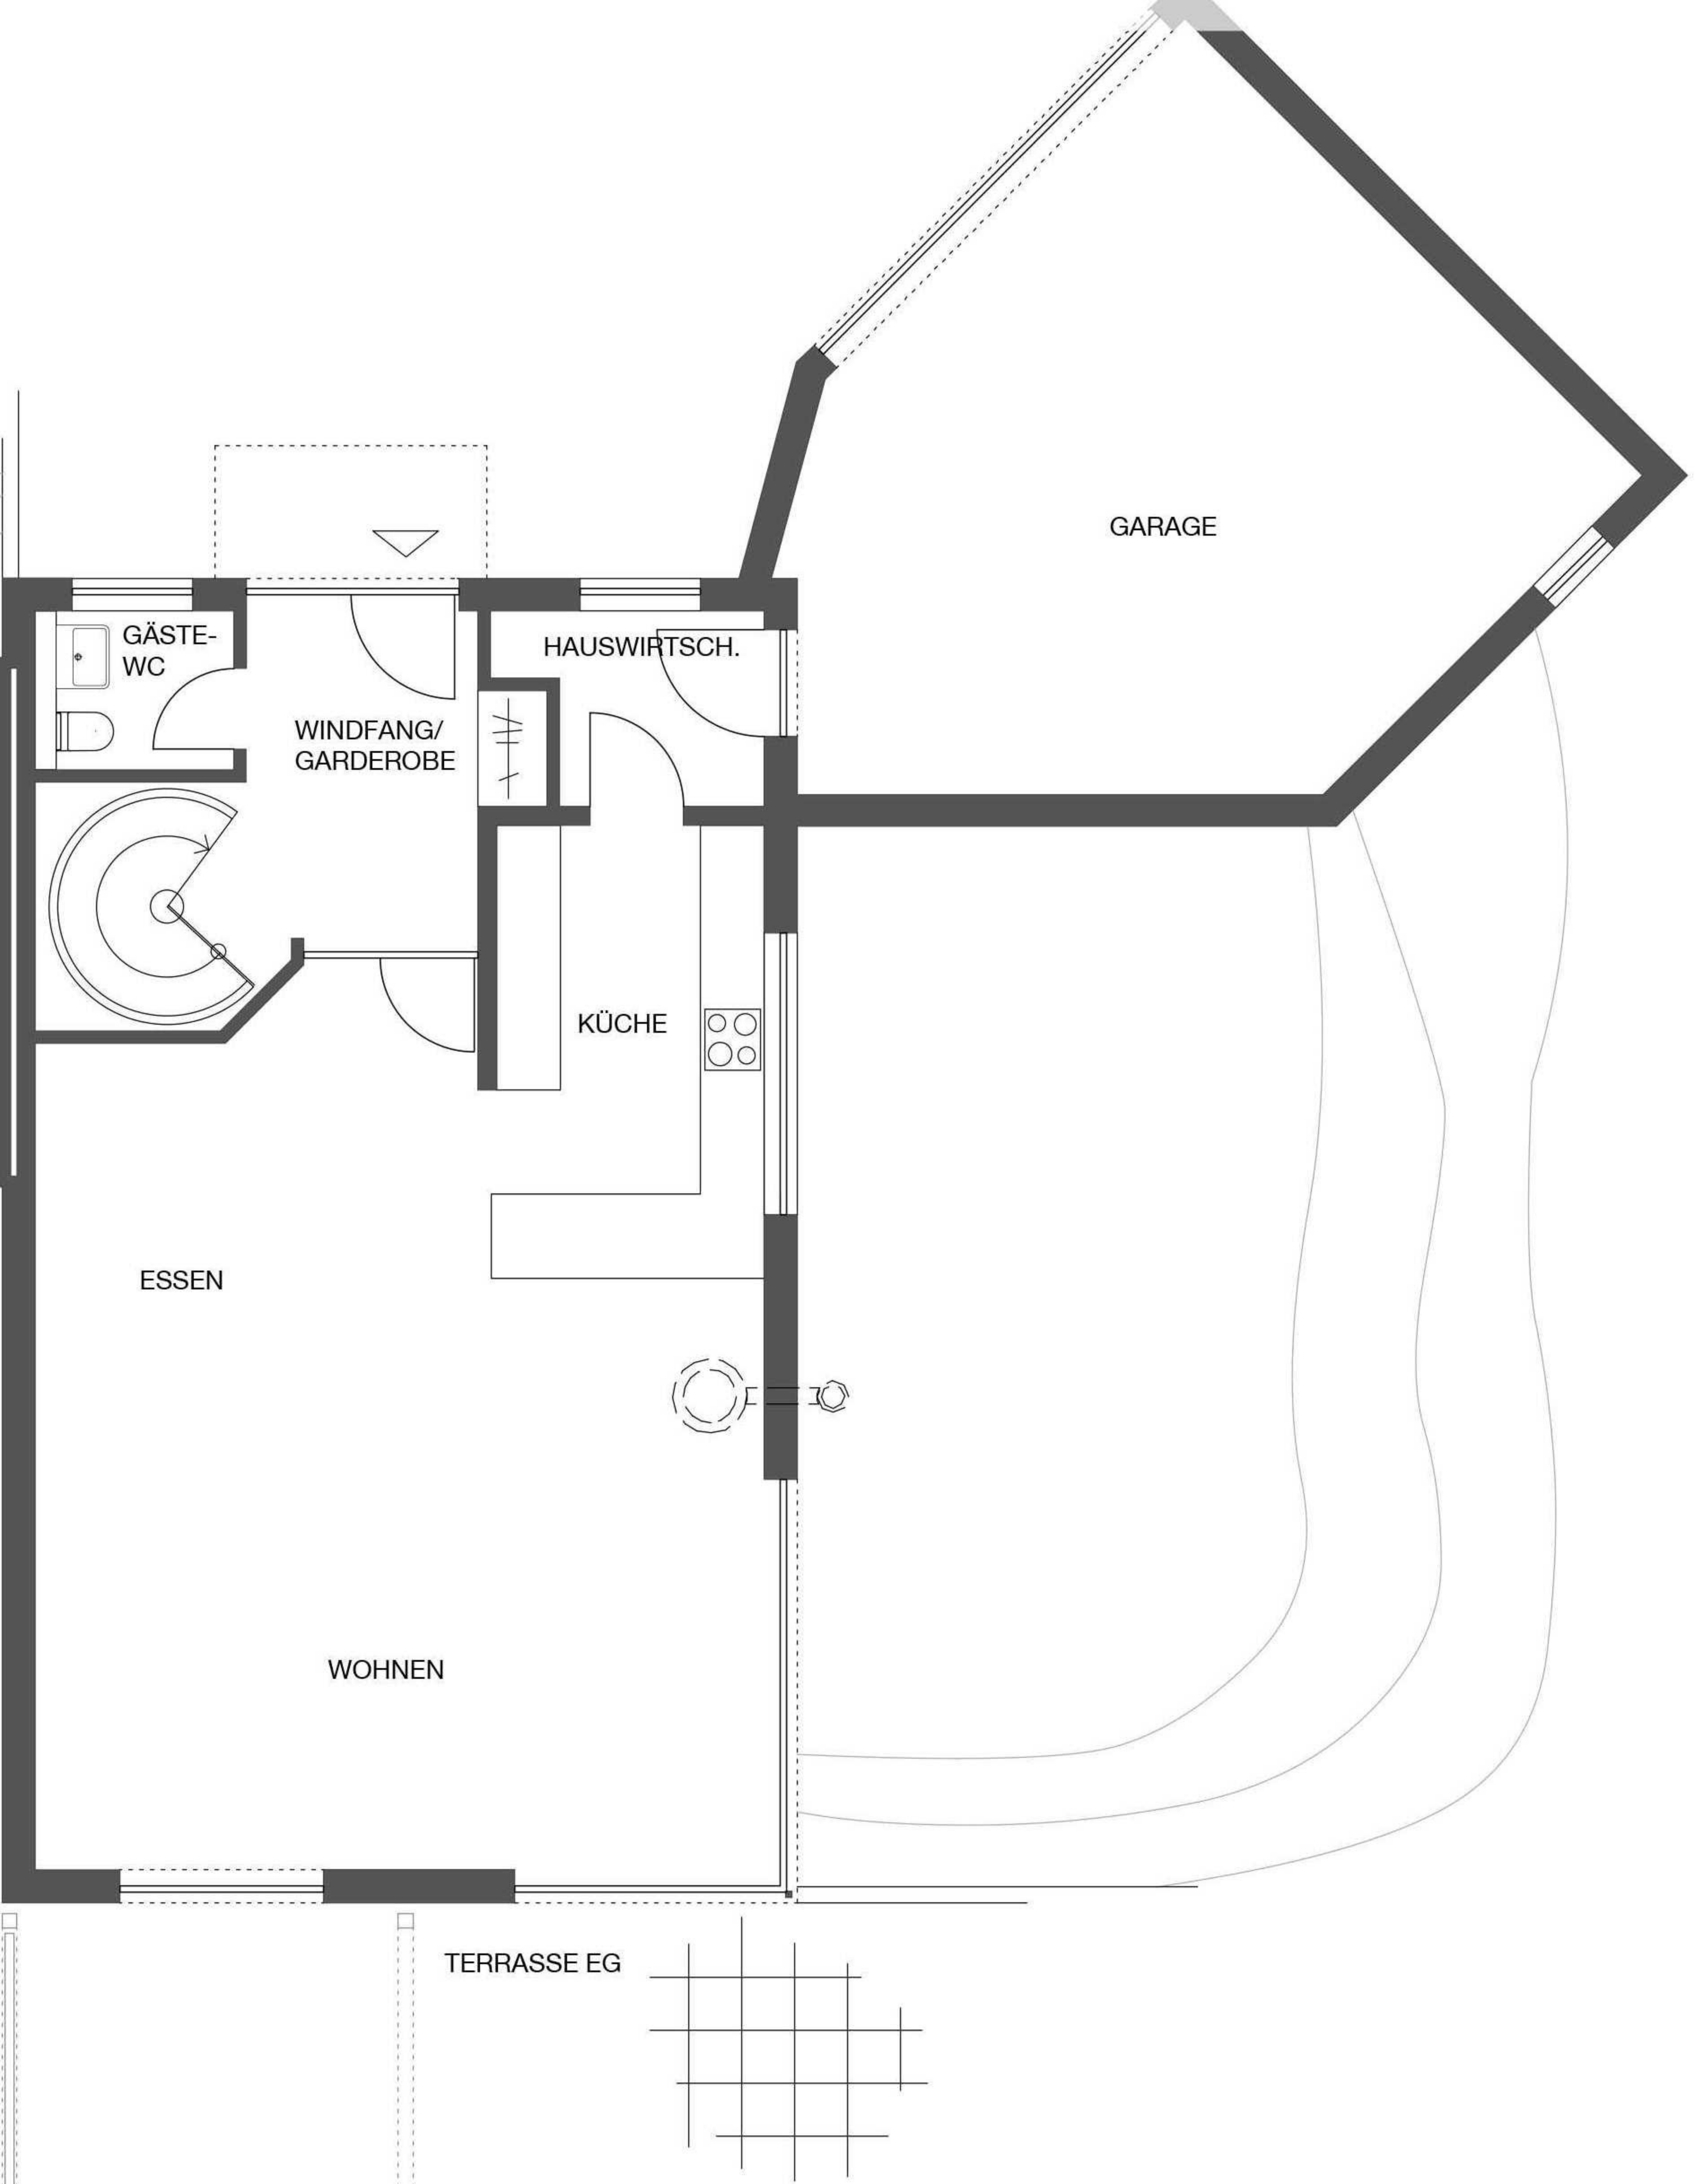 GARAGE
GÄSTE-
WC
HAUSWIRTSCH.
WINDFANG/
GARDEROBE
KÜCHE
ESSEN
WOHNEN
TERRASSE EG